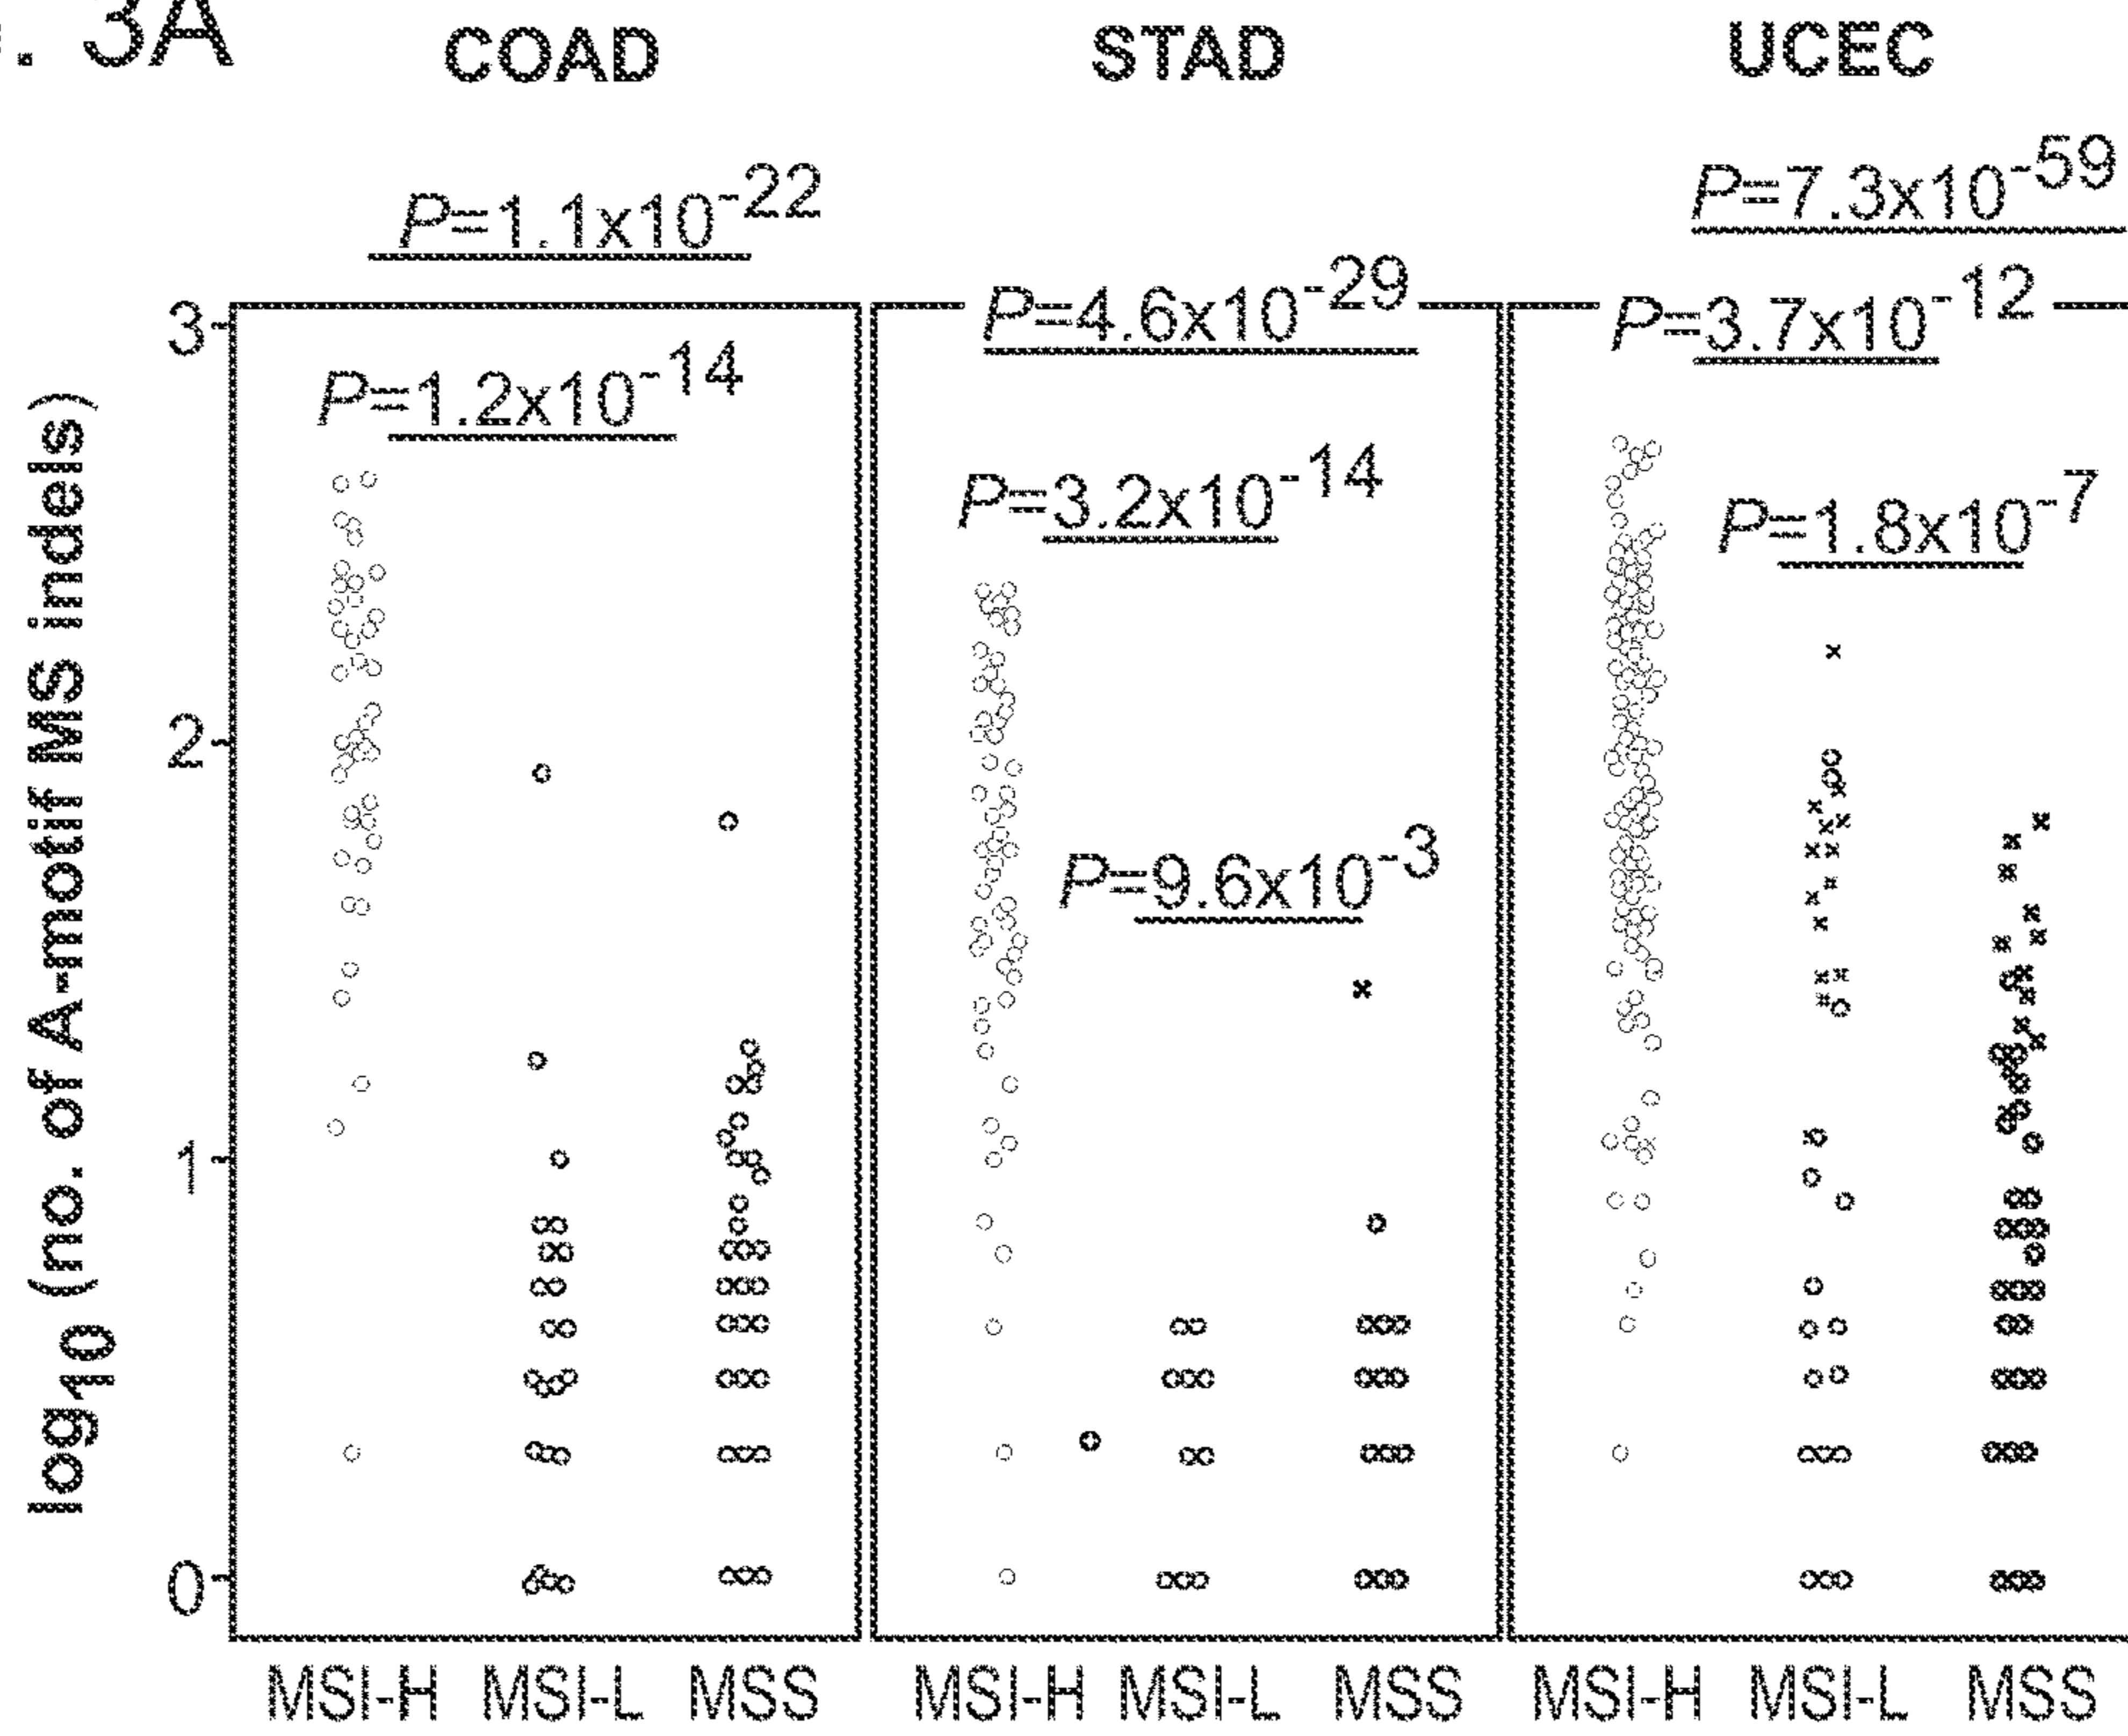 . 3A
COAD STAD UCEC
P=1.1x10-22
P=7.3x10-59
P=4.6x10-29
P=3.7x10-12
P=1.2x10-14
P=3.2x10-14
P=1.8x10-7
P=9.6x10-3
log10 (no. of A-motif MS indels)
3
2
1
0
MSI-H MSI-L MSS MSI-H MSI-L MSS MSI-H MSI-L MSS